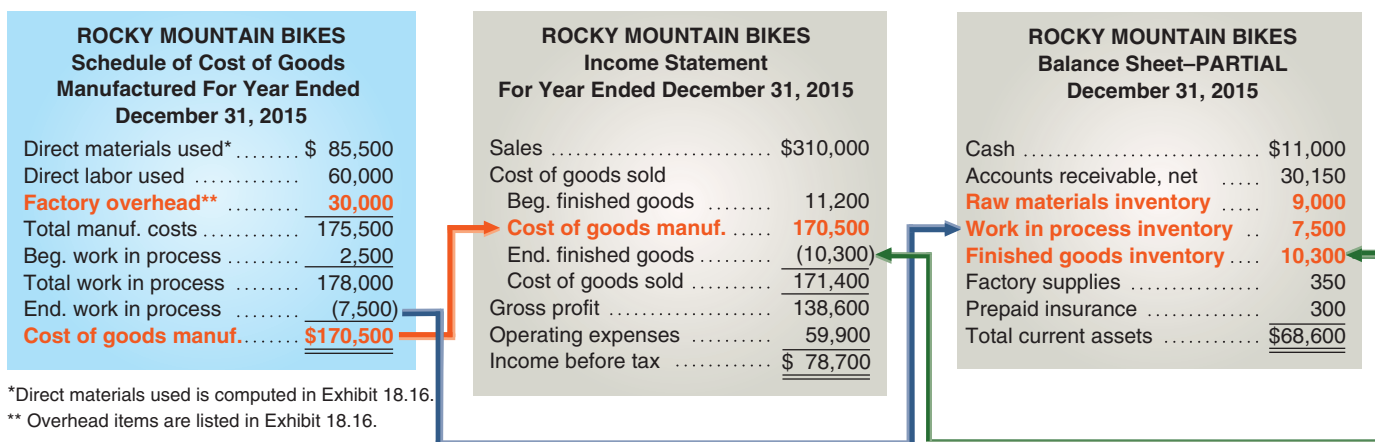 ROCKY MOUNTAIN BIKES
Schedule of Cost of Goods
Manufactured For Year Ended
December 31, 2015
Direct materials used* ........ $ 85,500
Direct labor used ............. 60,000
Factory overhead** ......... 30,000
Total manuf. costs ............ 175,500
Beg. work in process ......... 2,500
Total work in process ........ 178,000
End. work in process ........ (7,500)
Cost of goods manuf........ $170,500
*Direct materials used is computed in Exhibit 18.16.
** Overhead items are listed in Exhibit 18.16.
ROCKY MOUNTAIN BIKES
Income Statement
For Year Ended December 31, 2015
Sales ........................... $310,000
Cost of goods sold
Beg. finished goods ........ 11,200
Cost of goods manuf. ..... 170,500
End. finished goods ......... (10,300)
Cost of goods sold .......... 171,400
Gross profit .................... 138,600
Operating expenses .......... 59,900
Income before tax ............ $ 78,700
ROCKY MOUNTAIN BIKES
Balance Sheet–PARTIAL
December 31, 2015
Cash ............................. $11,000
Accounts receivable, net ..... 30,150
Raw materials inventory ..... 9,000
Work in process inventory .. 7,500
Finished goods inventory .... 10,300
Factory supplies ............... 350
Prepaid insurance .............. 300
Total current assets ............ $68,600